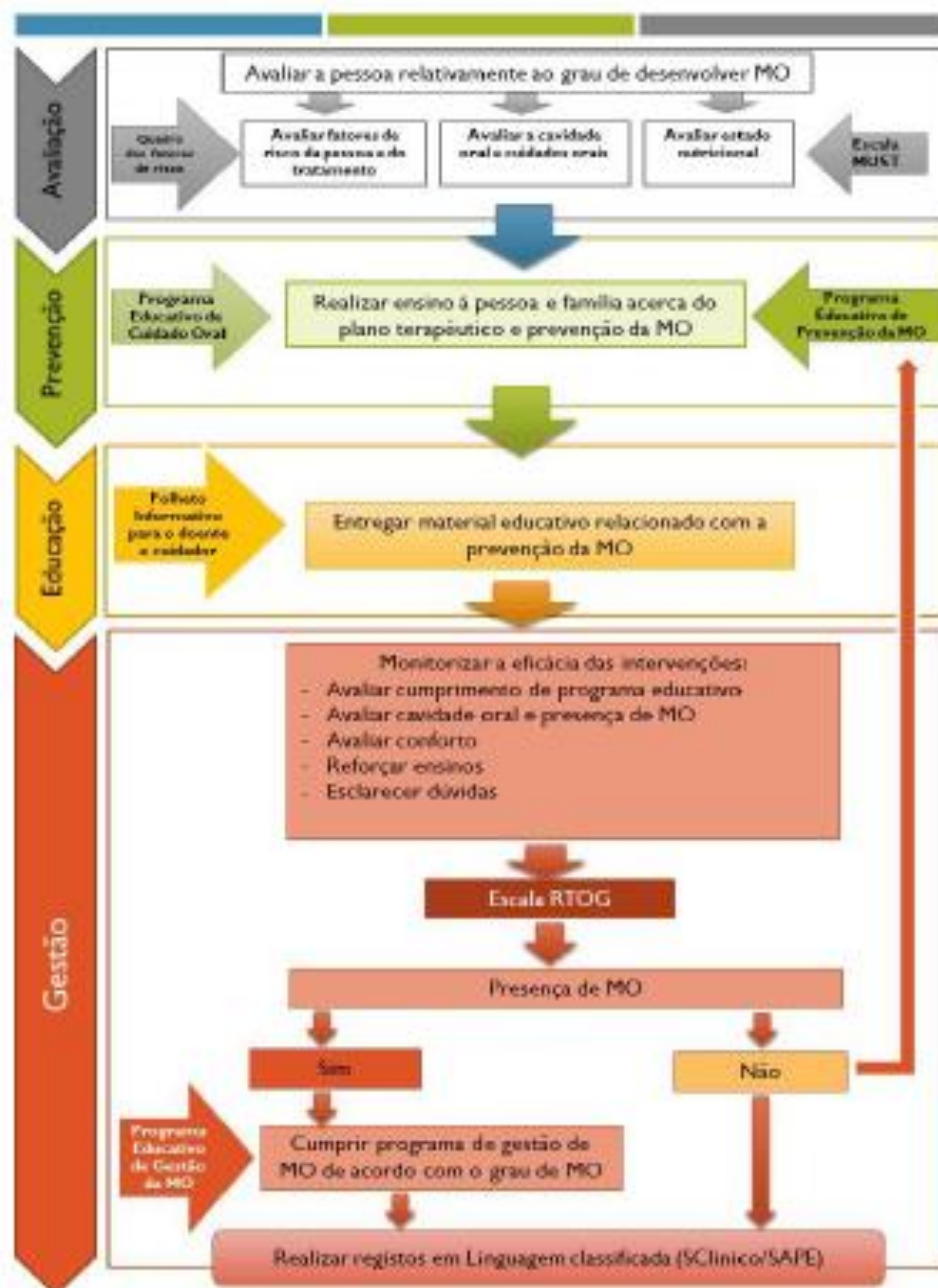 Avaliação
Avaliar a pessoa relativamente ao grau de desenvolver MO
Quadro
dos fatores
de risco
Avaliar fatores de
risco da pessoa e do
tratamento
Avaliar a cavidade
oral e cuidados orais
Avaliar estado
nutricional
Escala
MUST
Prevenção
Programa
Educativo de
Cuidado Oral
Realizar ensino á pessoa e família acerca do
plano terapêutico e prevenção da MO
Programa
Educativo de
Prevenção da MO
Educação
Folheto
Informativo
para o doente
e cuidador
Entregar material educativo relacionado com a
prevenção da MO
Gestão
Monitorizar a eficácia das intervenções:
- Avaliar cumprimento de programa educativo
- Avaliar cavidade oral e presença de MO
- Avaliar conforto
- Reforçar ensinos
- Esclarecer dúvidas
Escala RTOG
Presença de MO
Sim
Não
Programa
Educativo
de Gestão
da MO
Cumprir programa de gestão de
MO de acordo com o grau de MO
Realizar registos em Linguagem classificada (SClinico/SAPE)